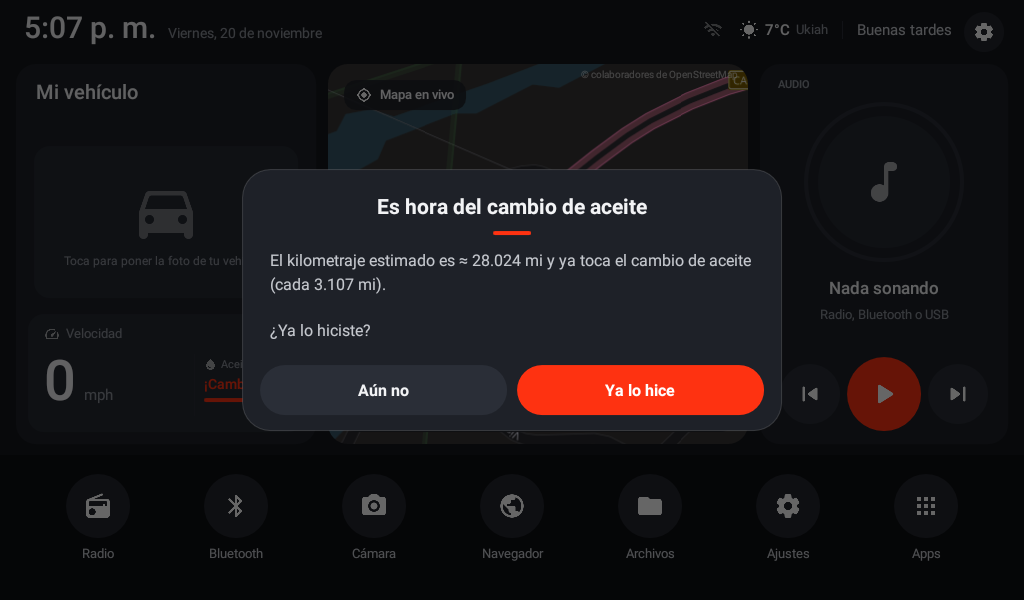 5:07 p. m. Viernes, 20 de noviembre
7°C Ukiah
Buenas tardes
Mi vehículo
Toca para poner la foto de tu veh
Velocidad
0 mph
Acei
¡Camb
© colaboradores de OpenStreetMap
Mapa en vivo
CA
AUDIO
Nada sonando
Radio, Bluetooth o USB
Es hora del cambio de aceite
El kilometraje estimado es ≈ 28.024 mi y ya toca el cambio de aceite
(cada 3.107 mi).
¿Ya lo hiciste?
Aún no
Ya lo hice
Radio
Bluetooth
Cámara
Navegador
Archivos
Ajustes
Apps